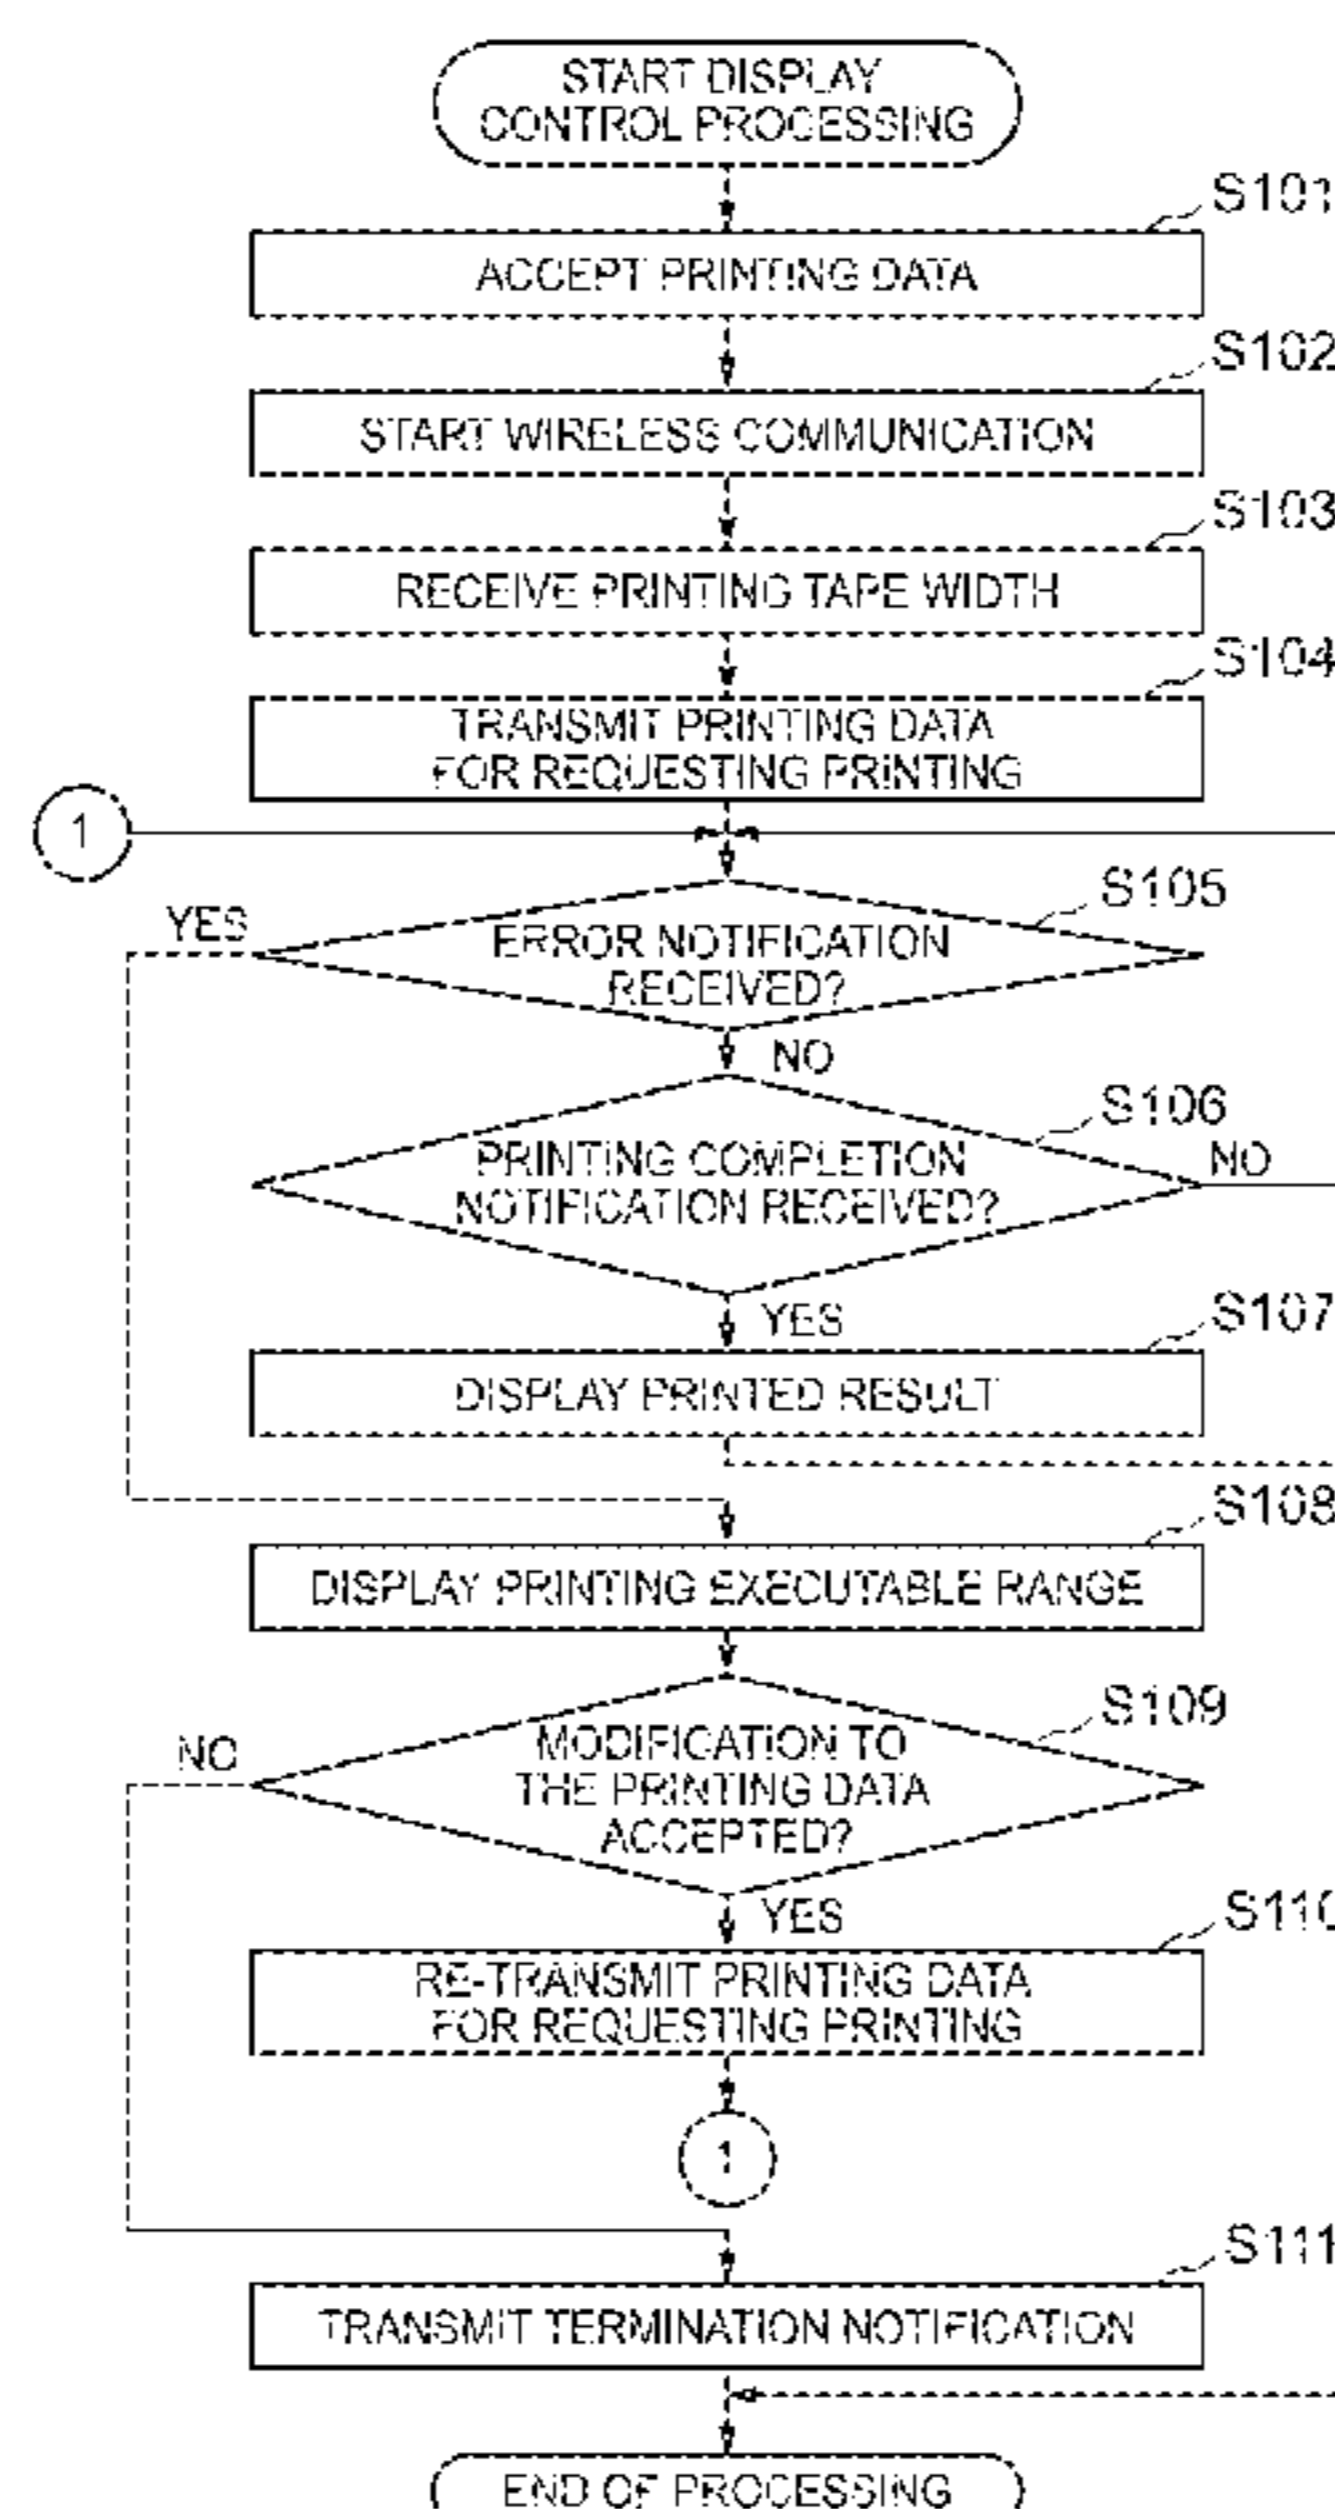 START DISPLAY
CONTROL PROCESSING
S101
ACCEPT PRINTING DATA
S102
START WIRELESS COMMUNICATION
S103
RECEIVE PRINTING TAPE WIDTH
S104
TRANSMIT PRINTING DATA
FOR REQUESTING PRINTING
1
S105
YES
ERROR NOTIFICATION
RECEIVED?
NO
S106
PRINTING COMPLETION
NOTIFICATION RECEIVED?
NO
YES
S107
DISPLAY PRINTED RESULT
S108
DISPLAY PRINTING EXECUTABLE RANGE
S109
NO
MODIFICATION TO
THE PRINTING DATA
ACCEPTED?
YES
S110
RE-TRANSMIT PRINTING DATA
FOR REQUESTING PRINTING
1
S111
TRANSMIT TERMINATION NOTIFICATION
END OF PROCESSING